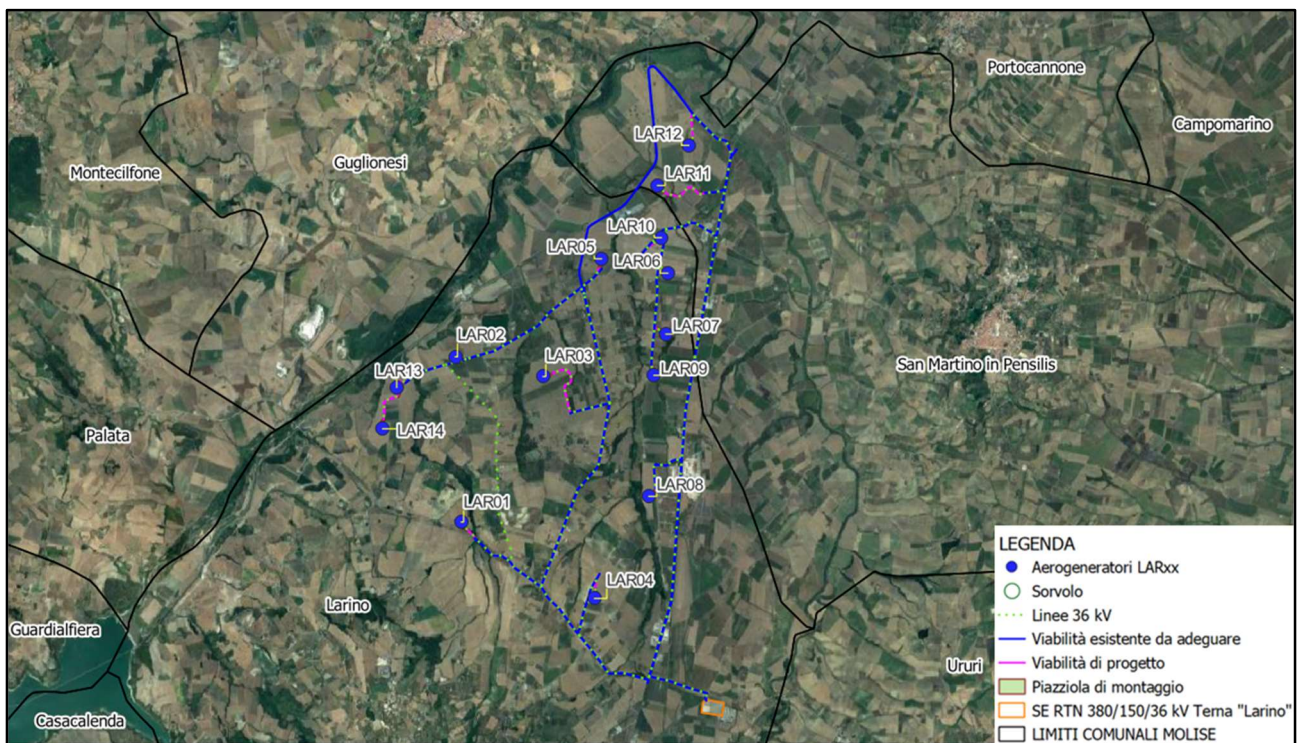 Portocannone
Campomarino
LAR12
Guglionesi
Montecilfone
LAR11
LAR10
LAR05
LAR06
LAR07
LAR02
LAR03
San Martino in Pensilis
LAR13
LAR09
LAR14
Palata
LAR08
LAR01
LAR04
Larino
Guardialfiera
Ururi
Casacalenda
LEGENDA
Aerogeneratori LARxx
Sorvolo
Linee 36 kV
Viabilità esistente da adeguare
Viabilità di progetto
Piazziola di montaggio
SE RTN 380/150/36 kV Terna "Larino"
LIMITI COMUNALI MOLISE